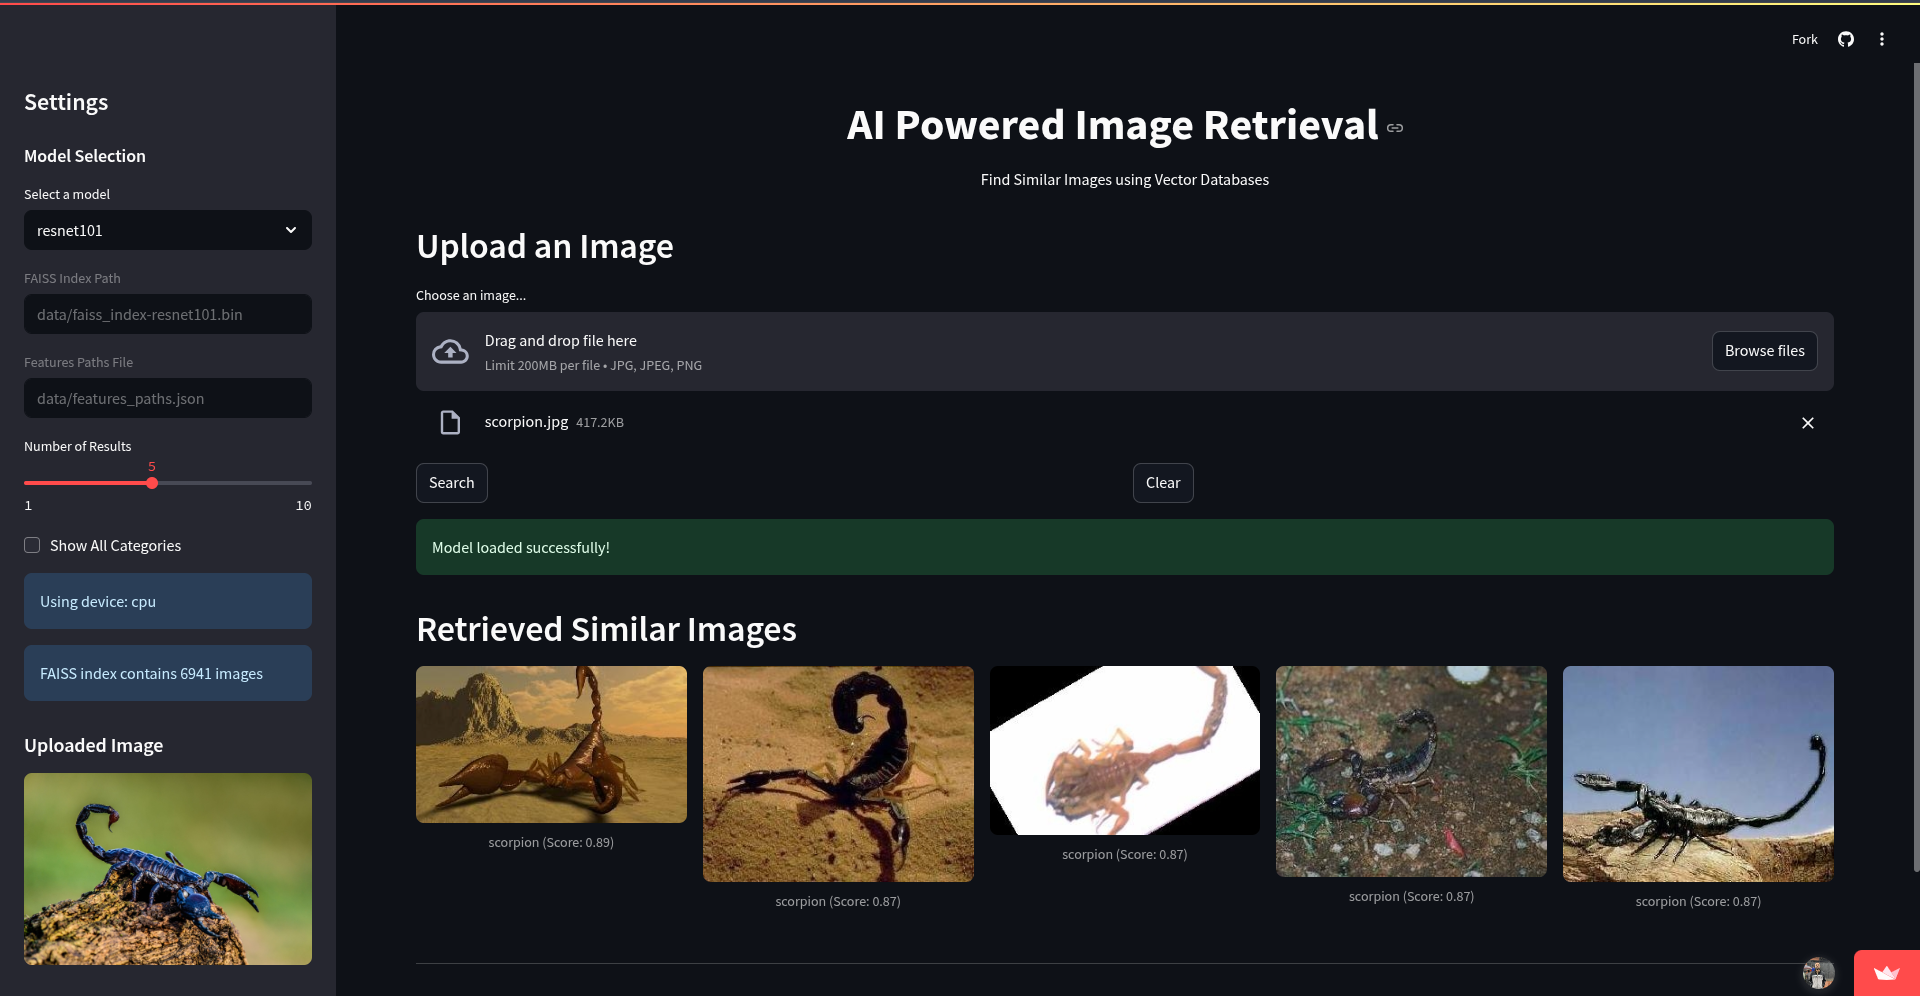 Fork
Settings
Model Selection
Select a model
resnet101
FAISS Index Path
data/faiss_index-resnet101.bin
Features Paths File
data/features_paths.json
Number of Results
5
1 10
Show All Categories
Using device: cpu
FAISS index contains 6941 images
Uploaded Image
AI Powered Image Retrieval
Find Similar Images using Vector Databases
Upload an Image
Choose an image...
Drag and drop file here
Limit 200MB per file • JPG, JPEG, PNG
Browse files
scorpion.jpg 417.2KB
Search
Clear
Model loaded successfully!
Retrieved Similar Images
scorpion (Score: 0.89)
scorpion (Score: 0.87)
scorpion (Score: 0.87)
scorpion (Score: 0.87)
scorpion (Score: 0.87)